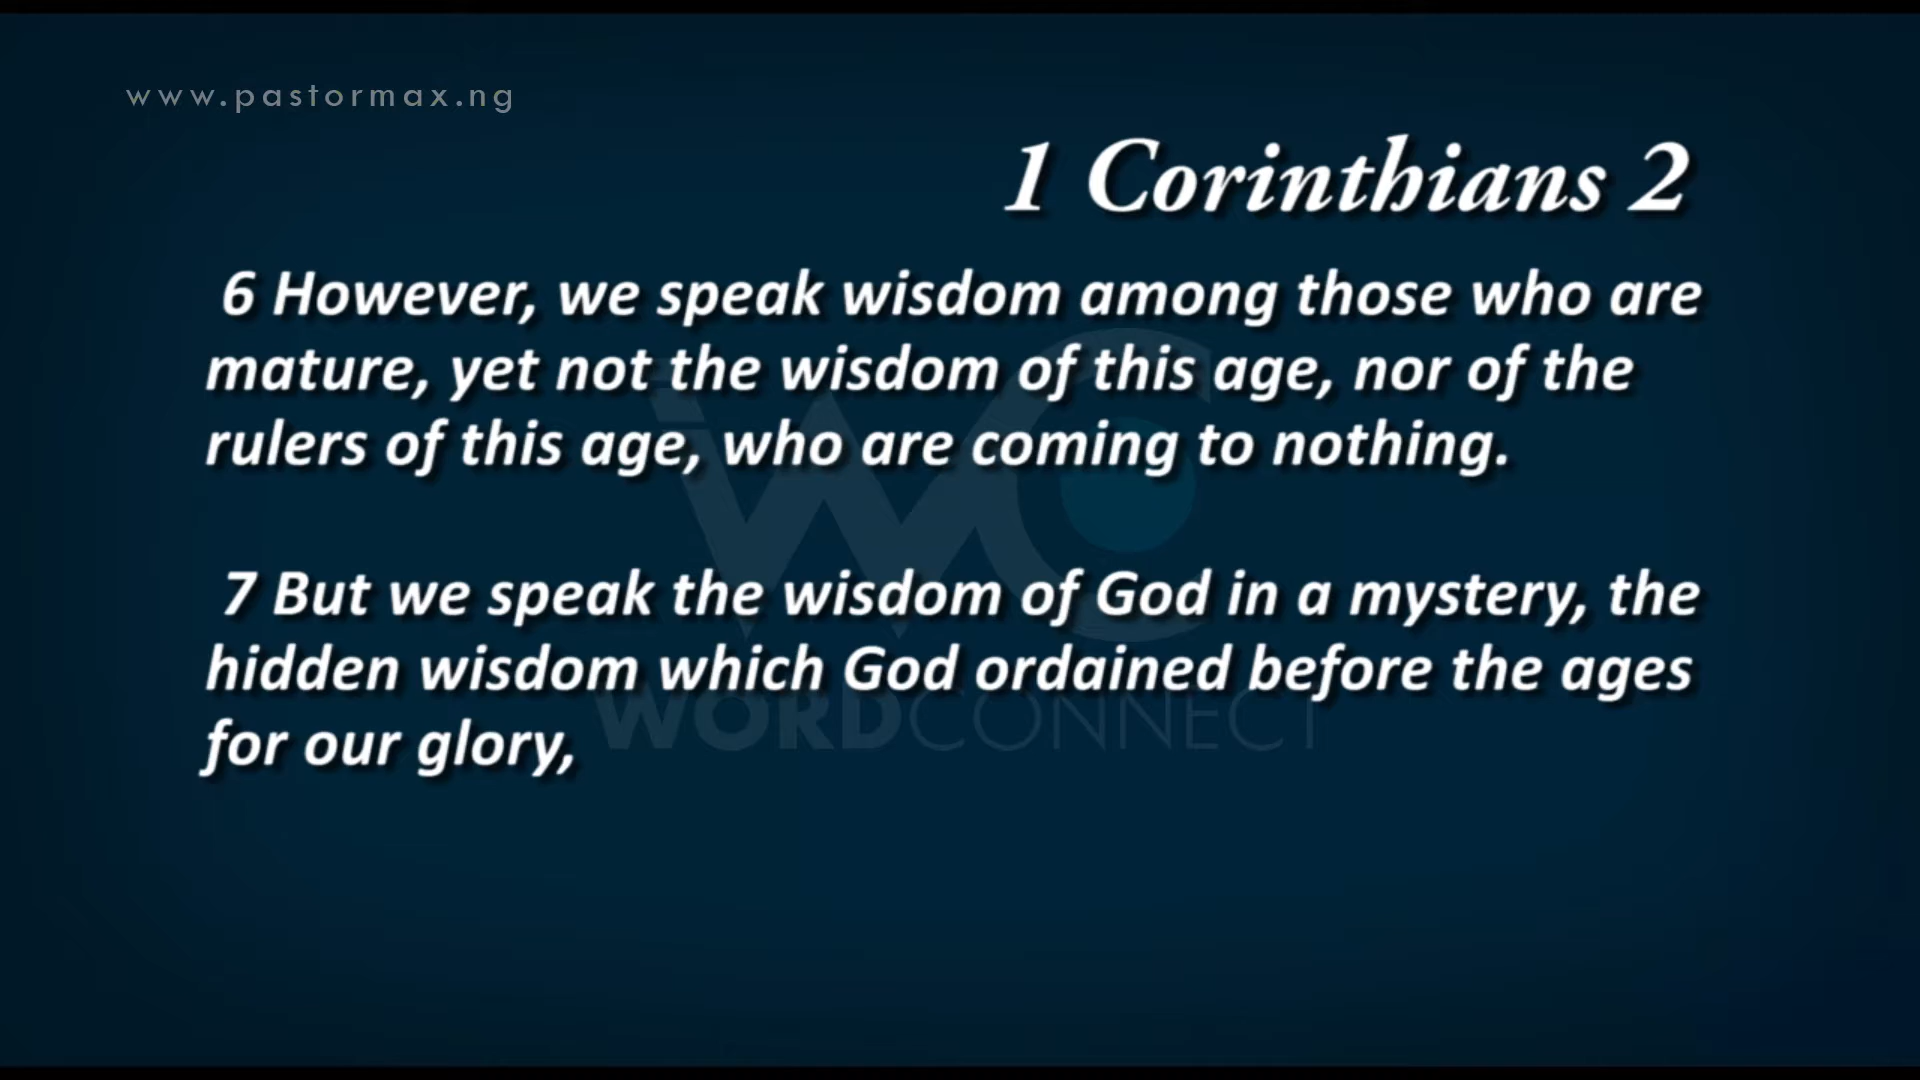 www.pastormax.ng
1 Corinthians 2
6 However, we speak wisdom among those who are
mature, yet not the wisdom of this age, nor of the
rulers of this age, who are coming to nothing.
7 But we speak the wisdom of God in a mystery, the
hidden wisdom which God ordained before the ages
for our glory,
WC
WORDCONNECT